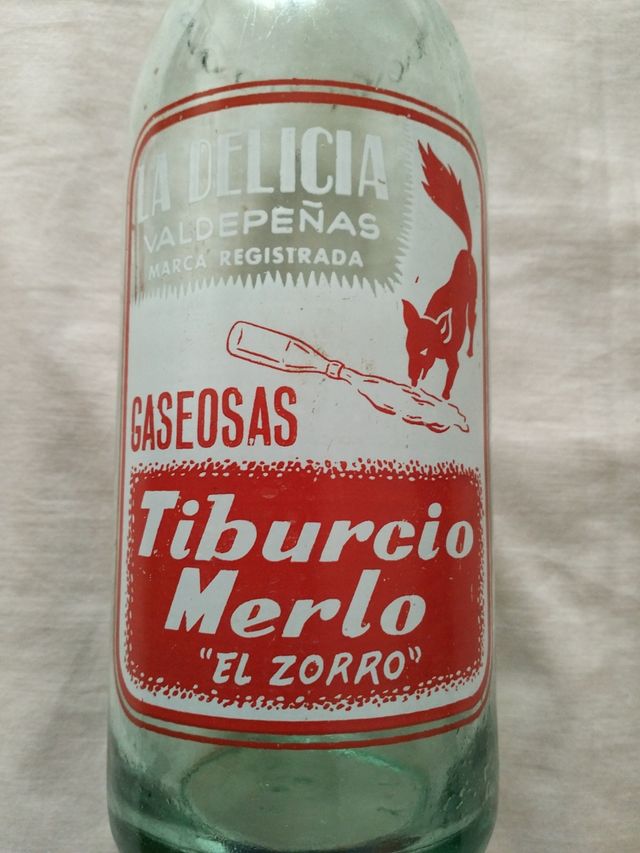 LA DELICIA
VALDEPEÑAS
MARCA REGISTRADA
GASEOSAS
Tiburcio
Merlo
"EL ZORRO"